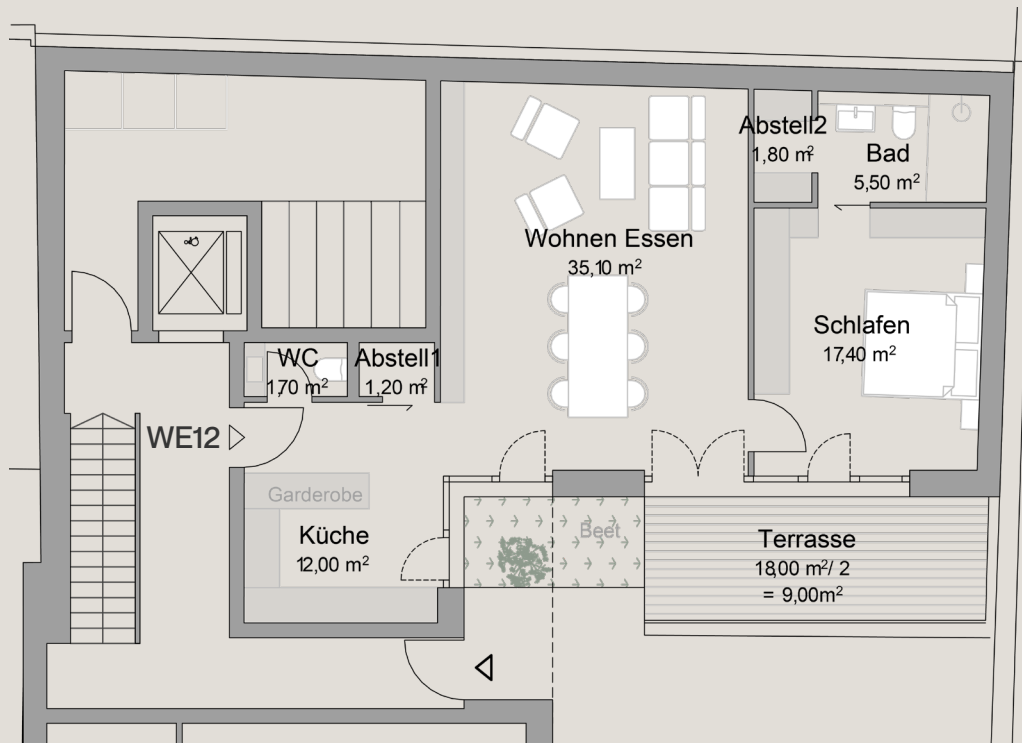 Abstell2
1,80 m²
Bad
5,50 m²
Wohnen Essen
35,10 m²
Schlafen
17,40 m²
WC
1,70 m²
Abstell1
1,20 m²
WE12
Garderobe
Küche
12,00 m²
Beet
Terrasse
18,00 m²/ 2
= 9,00m²